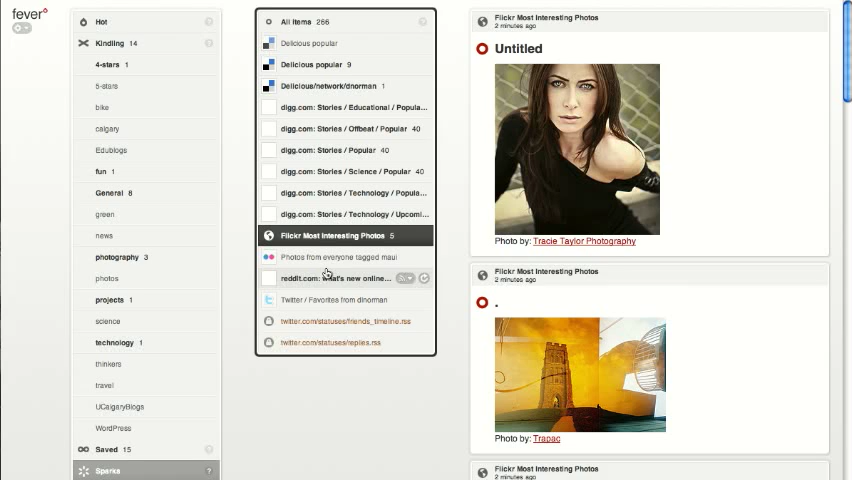 fever°
Hot
Kindling 14
4-stars 1
5-stars
bike
calgary
Edublogs
fun 1
General 8
green
news
photography 3
photos
projects 1
science
technology 1
thinkers
travel
UCalgaryBlogs
WordPress
Saved 15
Sparks
All items 266
Delicious popular
Delicious popular 9
Delicious/network/dnorman 1
digg.com: Stories / Educational / Popula...
digg.com: Stories / Offbeat / Popular 40
digg.com: Stories / Popular 40
digg.com: Stories / Science / Popular 40
digg.com: Stories / Technology / Popula...
digg.com: Stories / Technology / Upcomi...
Flickr Most Interesting Photos 5
Photos from everyone tagged maui
reddit.com: what's new online...
Twitter / Favorites from dlnorman
twitter.com/statuses/friends_timeline.rss
twitter.com/statuses/replies.rss
Flickr Most Interesting Photos
2 minutes ago
Untitled
Photo by: Tracie Taylor Photography
Flickr Most Interesting Photos
2 minutes ago
.
Photo by: Trapac
Flickr Most Interesting Photos
2 minutes ago